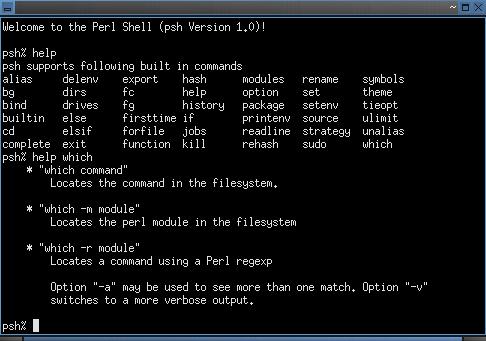 Welcome to the Perl Shell (psh Version 1.0)!
psh% help
psh supports following built in commands
alias delenv export hash modules rename symbols
bg dirs fc help option set theme
bind drives fg history package setenv tieopt
builtin else firsttime if printenv source ulimit
cd elsif forfile jobs readline strategy unalias
complete exit function kill rehash sudo which
psh% help which
* "which command"
Locates the command in the filesystem.
* "which -m module"
Locates the perl module in the filesystem
* "which -r module"
Locates a command using a Perl regexp
Option "-a" may be used to see more than one match. Option "-v"
switches to a more verbose output.
psh%